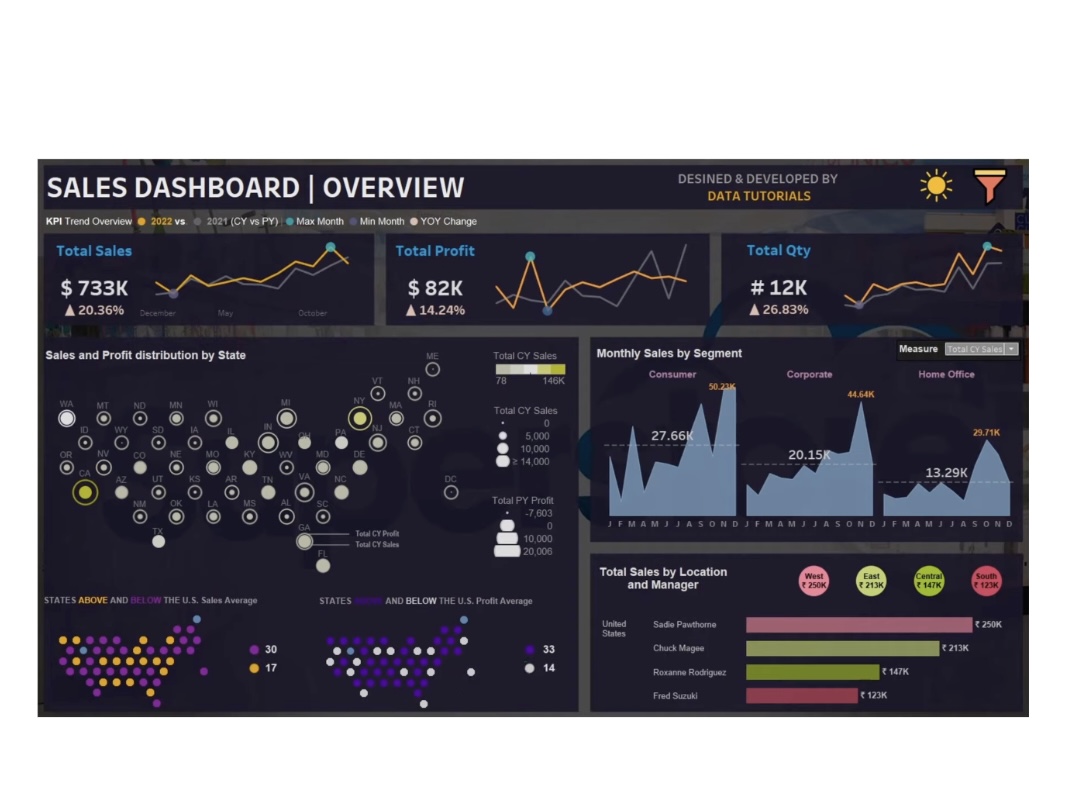 SALES DASHBOARD | OVERVIEW
DESINED & DEVELOPED BY
DATA TUTORIALS
KPI Trend Overview 2022 vs 2021 (CY vs PY) Max Month Min Month YOY Change
Total Sales
$ 733K
▲ 20.36%
December May October
Total Profit
$ 82K
▲ 14.24%
Total Qty
# 12K
▲ 26.83%
Sales and Profit distribution by State
ME
VT NH
WA MT ND MN WI MI NY MA RI
ID WY SD IA IL IN OH PA NJ CT
OR NV CO NE MO KY WV MD DE
CA AZ UT KS AR TN VA NC DC
NM OK LA MS AL SC
TX GA
FL
Total CY Profit
Total CY Sales
Total CY Sales
78 146K
Total CY Sales
0
5,000
10,000
≥ 14,000
Total PY Profit
-7,603
0
10,000
20,006
STATES ABOVE AND BELOW THE U.S. Sales Average
30
17
STATES ABOVE AND BELOW THE U.S. Profit Average
33
14
Monthly Sales by Segment
Measure Total CY Sales
Consumer Corporate Home Office
50.23K
44.64K
29.71K
27.66K
20.15K
13.29K
J F M A M J J A S O N D J F M A M J J A S O N D J F M A M J J A S O N D
Total Sales by Location
and Manager
West
₹ 250K
East
₹ 213K
Central
₹ 147K
South
₹ 123K
United
States
Sadie Pawthorne ₹ 250K
Chuck Magee ₹ 213K
Roxanne Rodriguez ₹ 147K
Fred Suzuki ₹ 123K